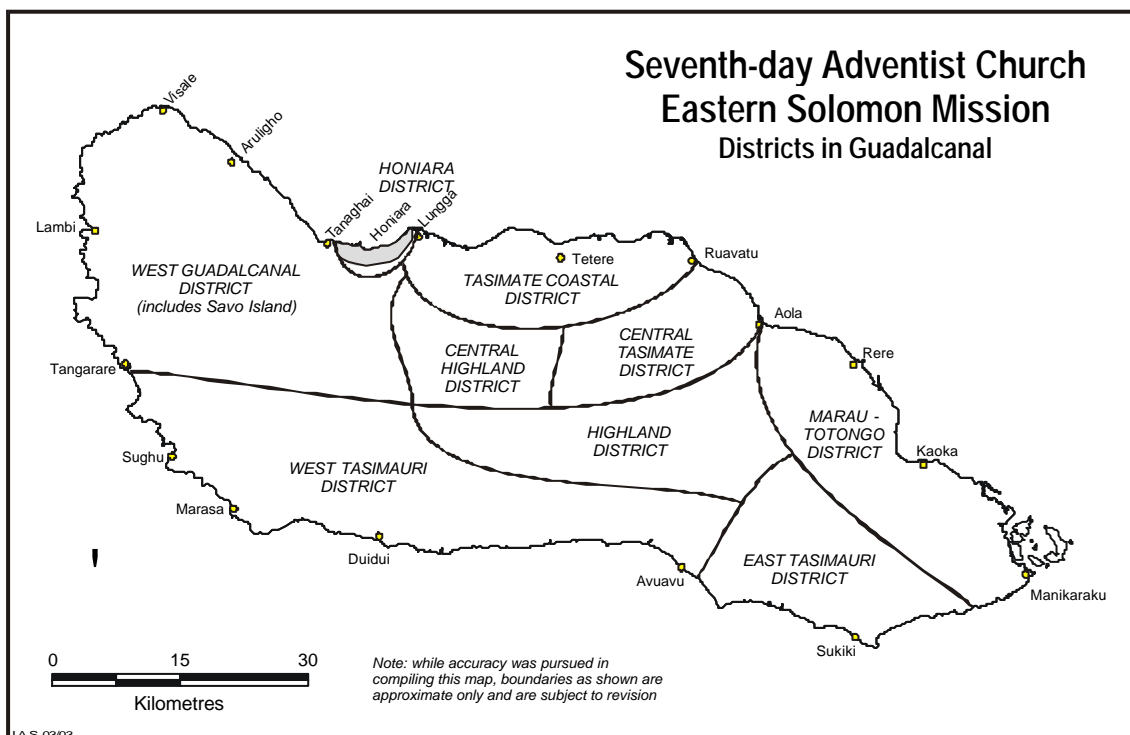 Seventh-day Adventist Church
Eastern Solomon Mission
Districts in Guadalcanal
Visale
Aruligho
HONIARA
DISTRICT
Tanaghai
Honiara
Lungga
Lambi
Tetere
Ruavatu
WEST GUADALCANAL
DISTRICT
(includes Savo Island)
TASIMATE COASTAL
DISTRICT
Aola
CENTRAL
HIGHLAND
DISTRICT
CENTRAL
TASIMATE
DISTRICT
Rere
Tangarare
MARAU -
TOTONGO
DISTRICT
HIGHLAND
DISTRICT
Sughu
WEST TASIMAURI
DISTRICT
Kaoka
Marasa
Duidui
Avuavu
EAST TASIMAURI
DISTRICT
Manikaraku
Sukiki
0 15 30
Kilometres
Note: while accuracy was pursued in
compiling this map, boundaries as shown are
approximate only and are subject to revision